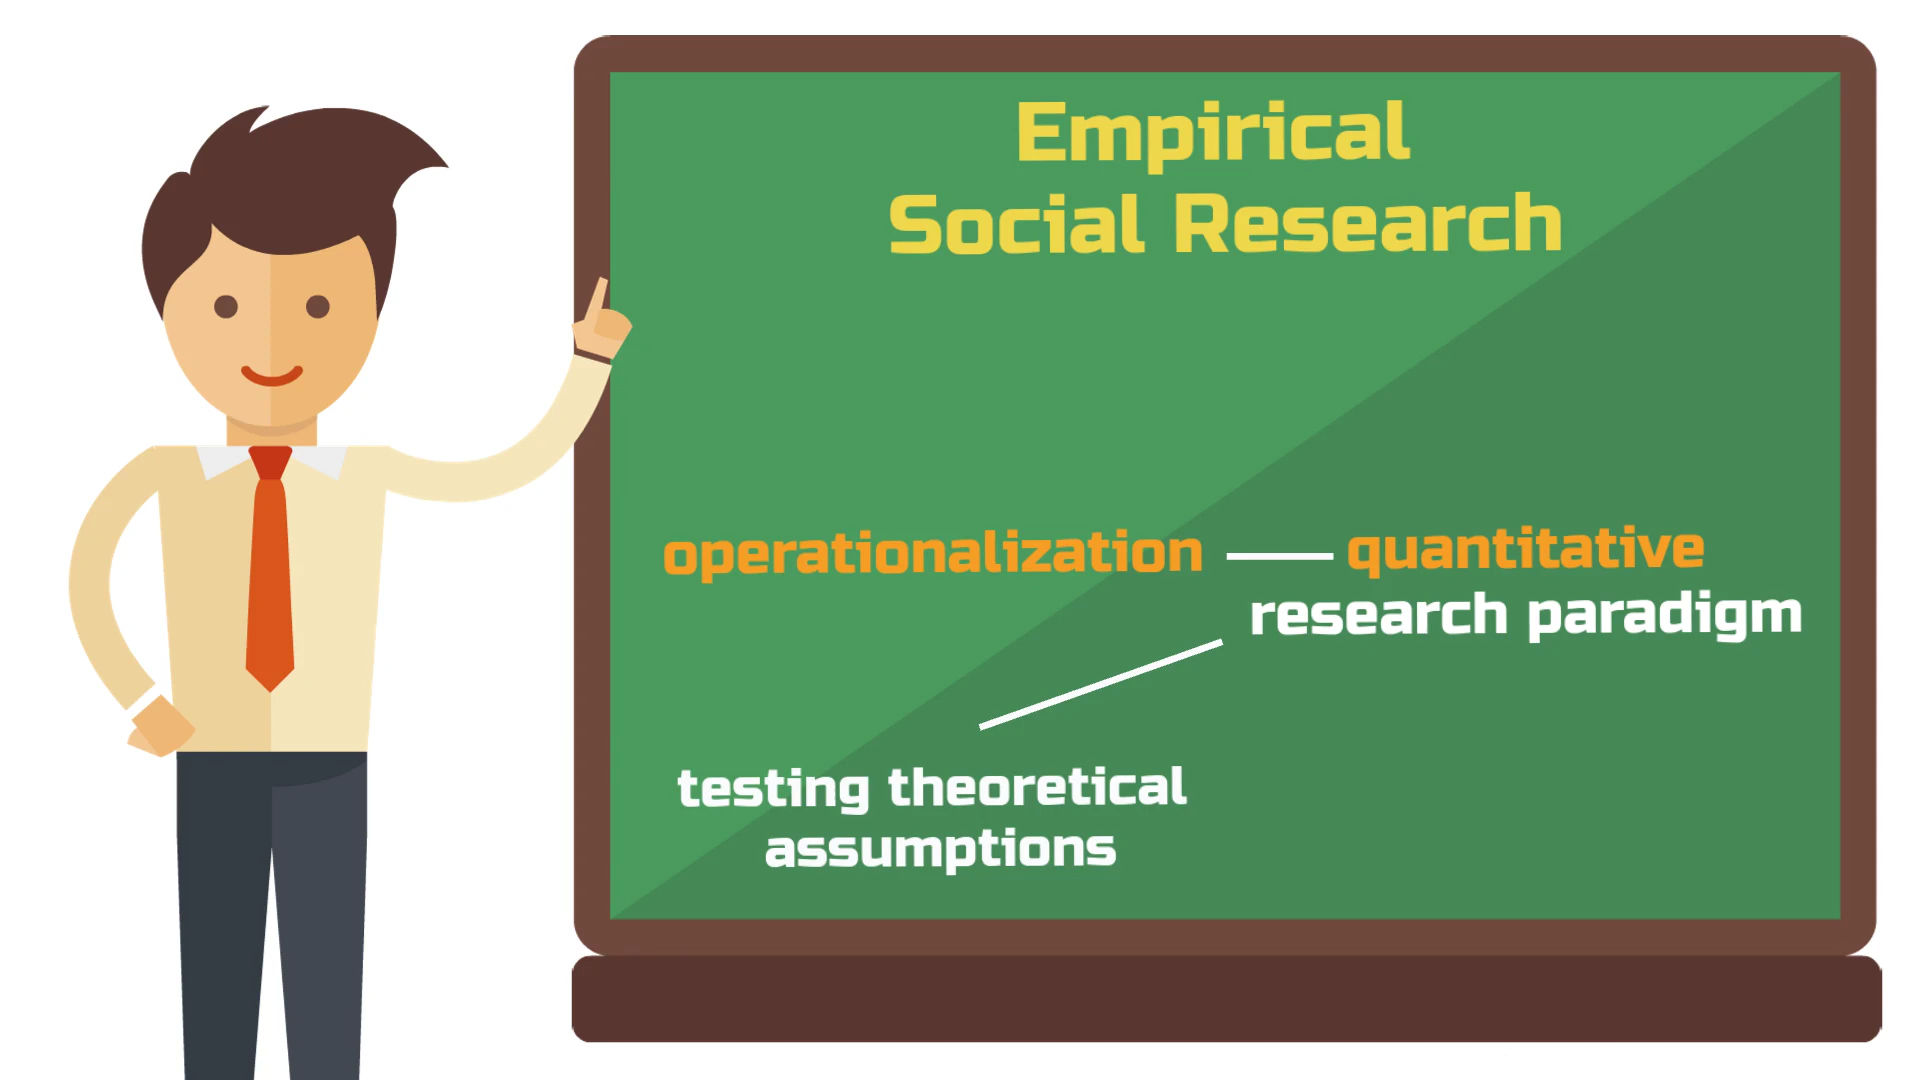 Empirical
Social Research
operationalization
quantitative
research paradigm
testing theoretical
assumptions